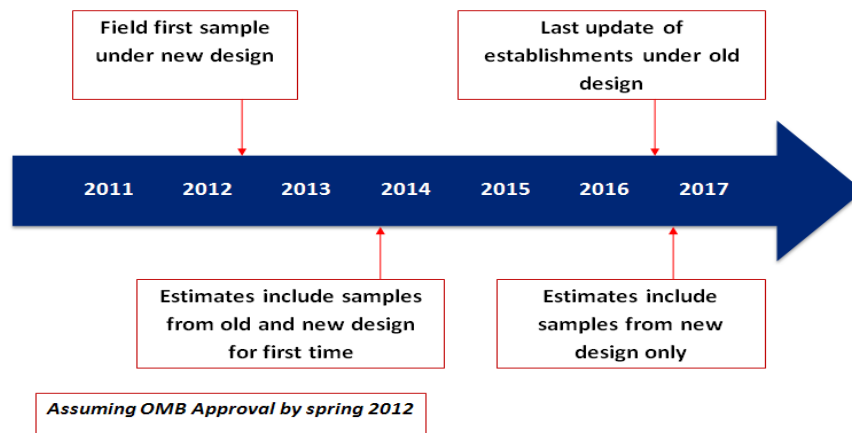 Field first sample
under new design
Last update of
establishments under old
design
2011 2012 2013 2014 2015 2016 2017
Estimates include samples
from old and new design
for first time
Estimates include
samples from new
design only
Assuming OMB Approval by spring 2012